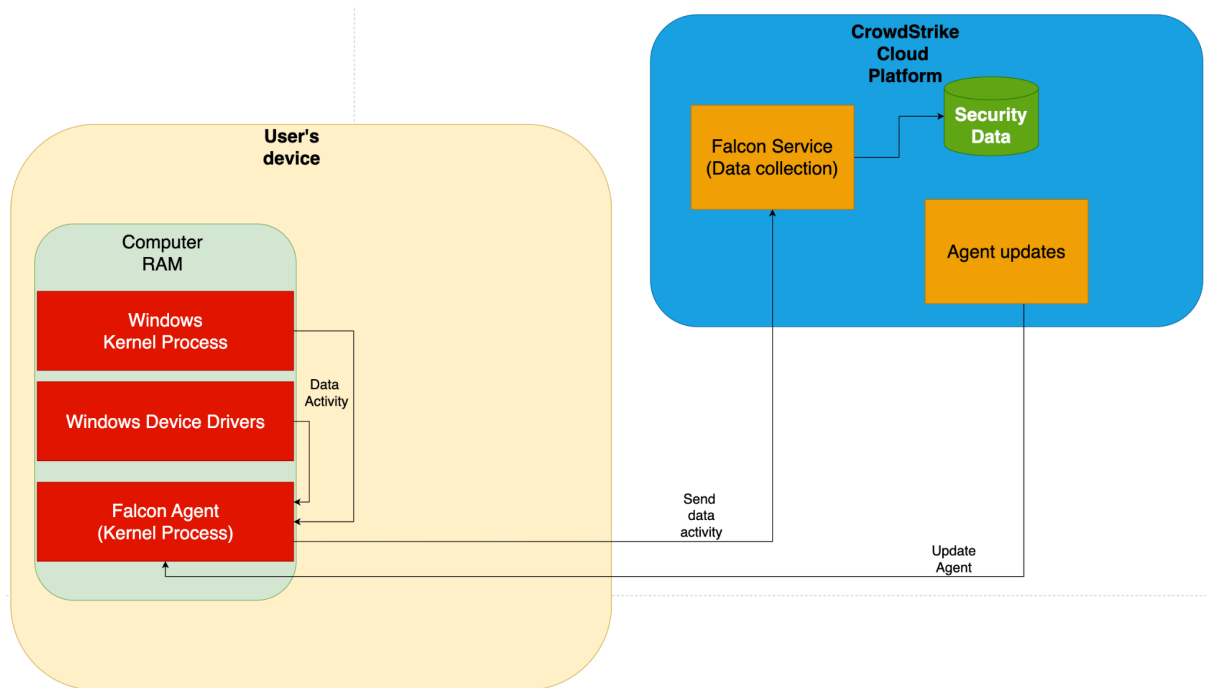 CrowdStrike
Cloud
Platform
Security
Data
Falcon Service
(Data collection)
Agent updates
User's
device
Computer
RAM
Windows
Kernel Process
Data
Activity
Windows Device Drivers
Falcon Agent
(Kernel Process)
Send
data
activity
Update
Agent